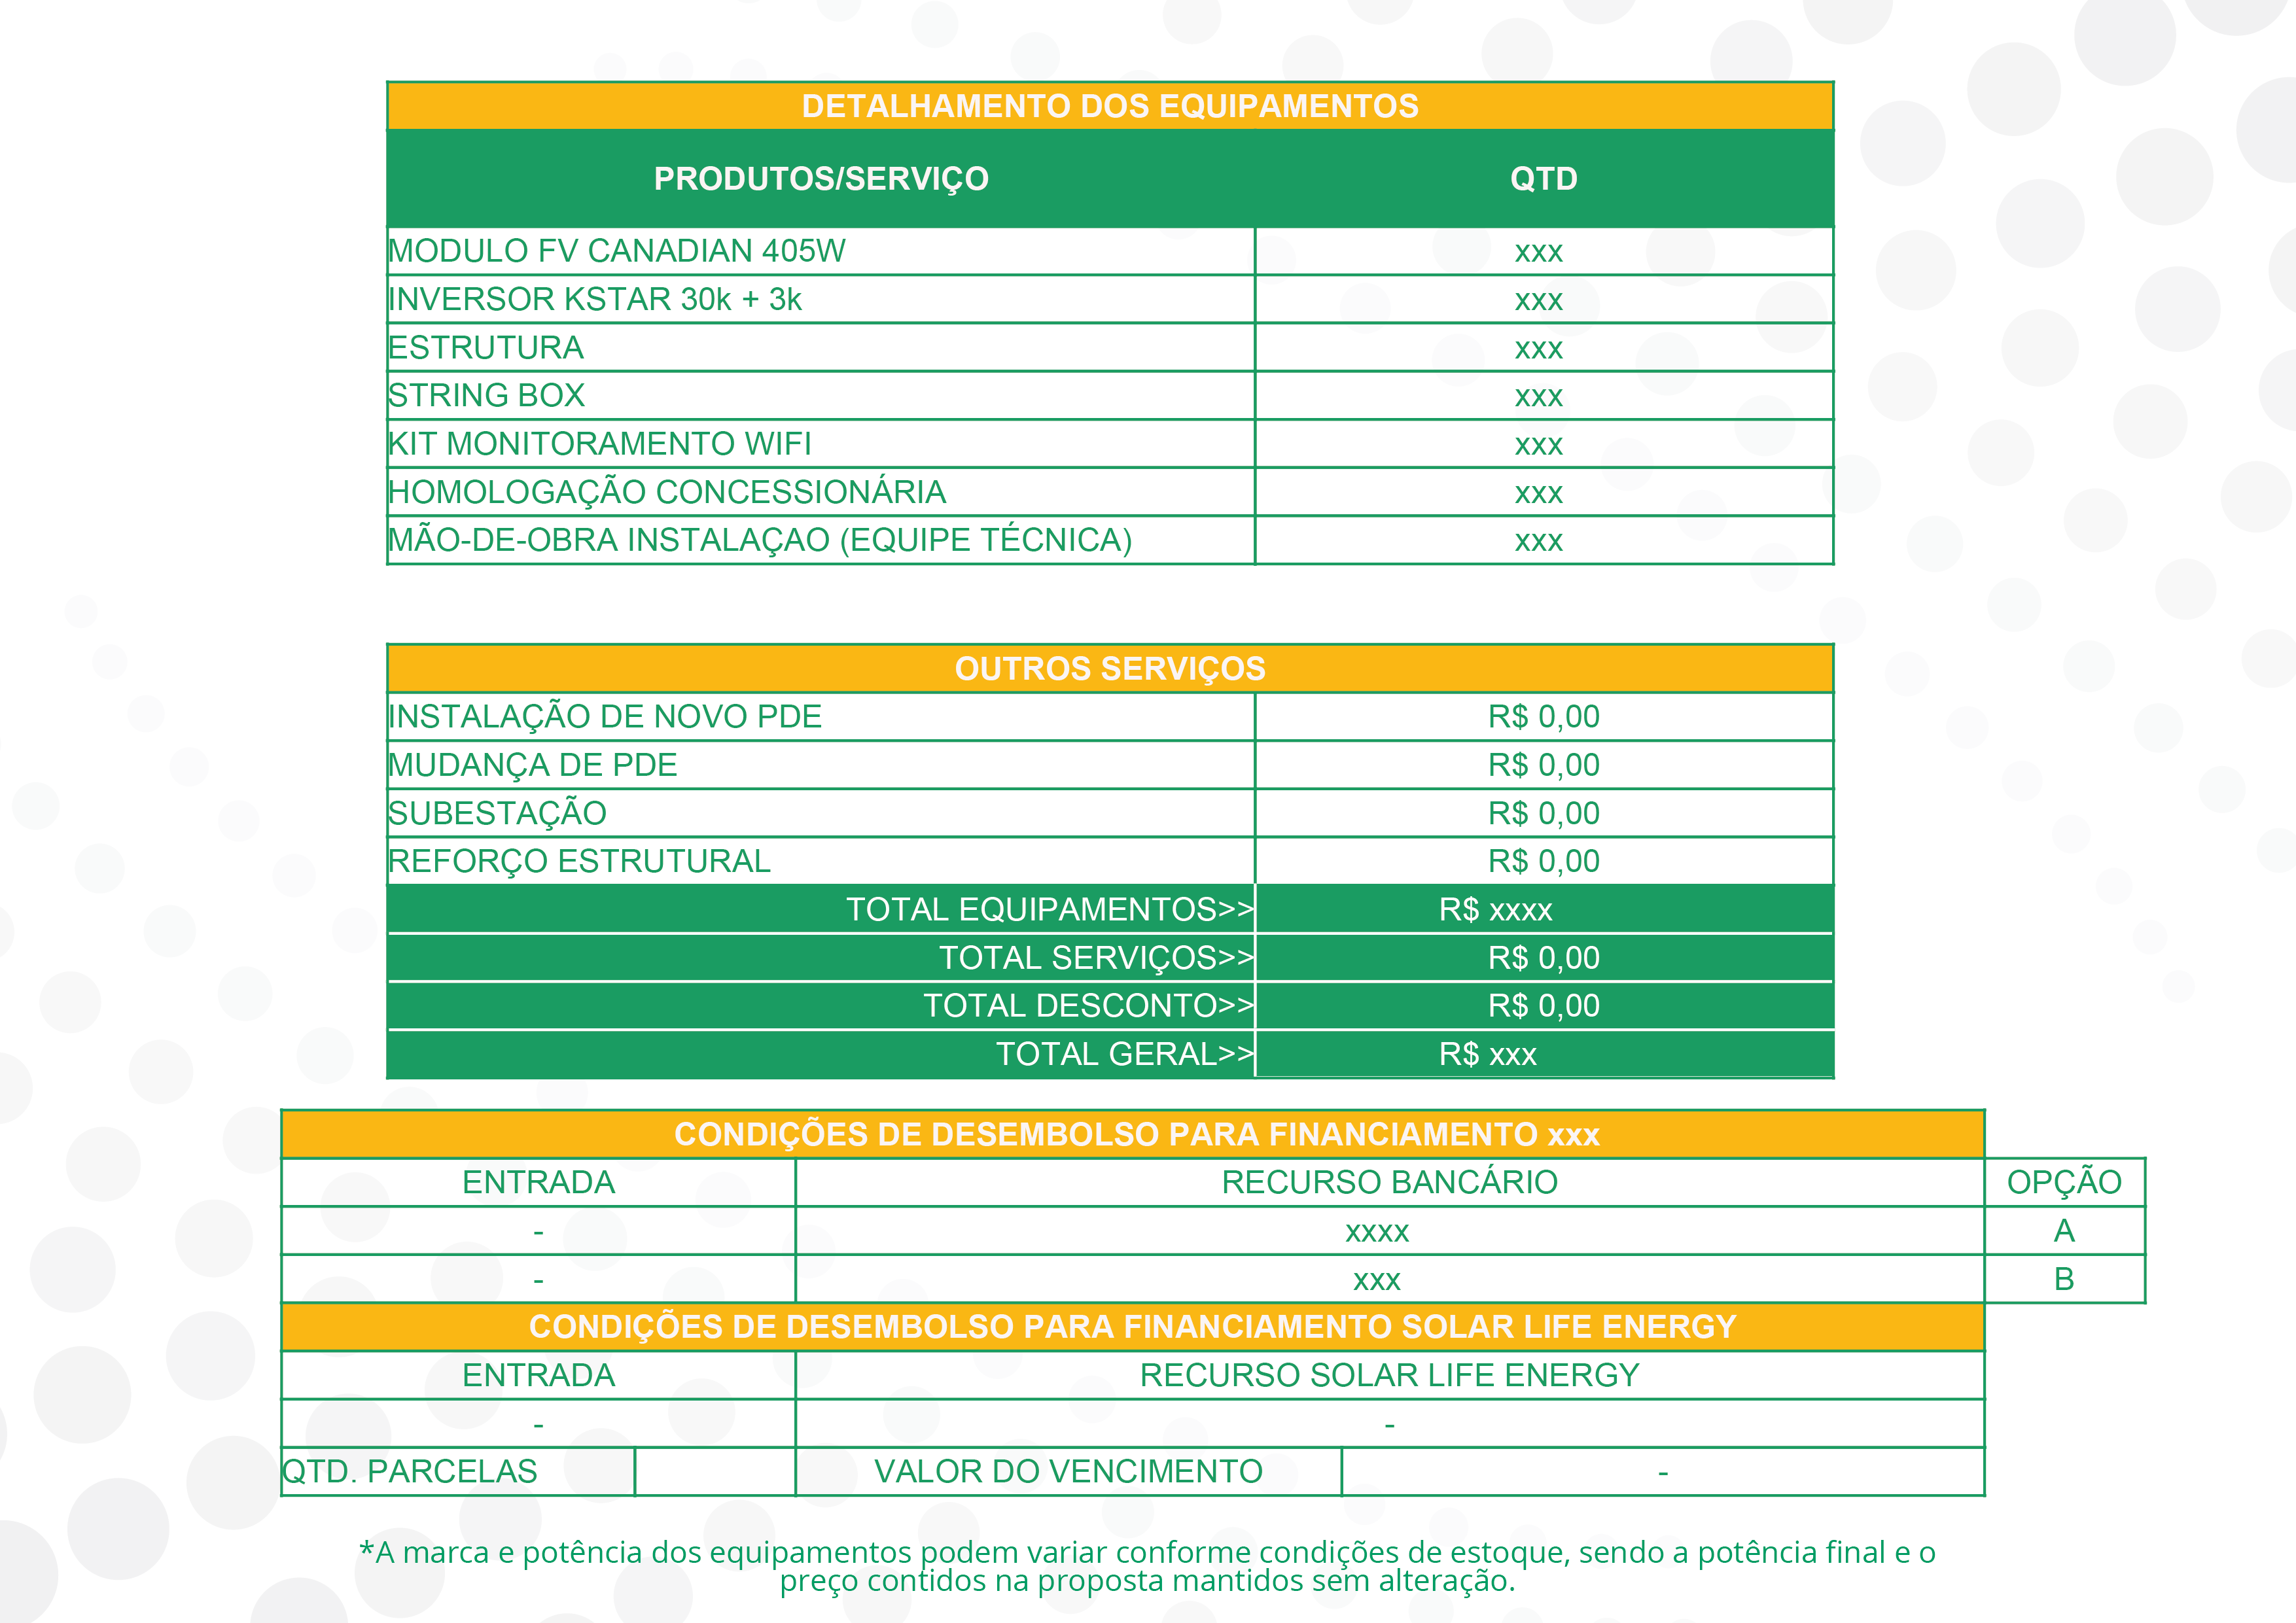 DETALHAMENTO DOS EQUIPAMENTOS
PRODUTOS/SERVIÇO QTD
MODULO FV CANADIAN 405W xxx
INVERSOR KSTAR 30k + 3k xxx
ESTRUTURA xxx
STRING BOX xxx
KIT MONITORAMENTO WIFI xxx
HOMOLOGAÇÃO CONCESSIONÁRIA xxx
MÃO-DE-OBRA INSTALAÇAO (EQUIPE TÉCNICA) xxx
OUTROS SERVIÇOS
INSTALAÇÃO DE NOVO PDE R$ 0,00
MUDANÇA DE PDE R$ 0,00
SUBESTAÇÃO R$ 0,00
REFORÇO ESTRUTURAL R$ 0,00
TOTAL EQUIPAMENTOS>> R$ xxxx
TOTAL SERVIÇOS>> R$ 0,00
TOTAL DESCONTO>> R$ 0,00
TOTAL GERAL>> R$ xxx
CONDIÇÕES DE DESEMBOLSO PARA FINANCIAMENTO xxx
ENTRADA RECURSO BANCÁRIO OPÇÃO
- xxxx A
- xxx B
CONDIÇÕES DE DESEMBOLSO PARA FINANCIAMENTO SOLAR LIFE ENERGY
ENTRADA RECURSO SOLAR LIFE ENERGY
- -
QTD. PARCELAS VALOR DO VENCIMENTO -
*A marca e potência dos equipamentos podem variar conforme condições de estoque, sendo a potência final e o
preço contidos na proposta mantidos sem alteração.